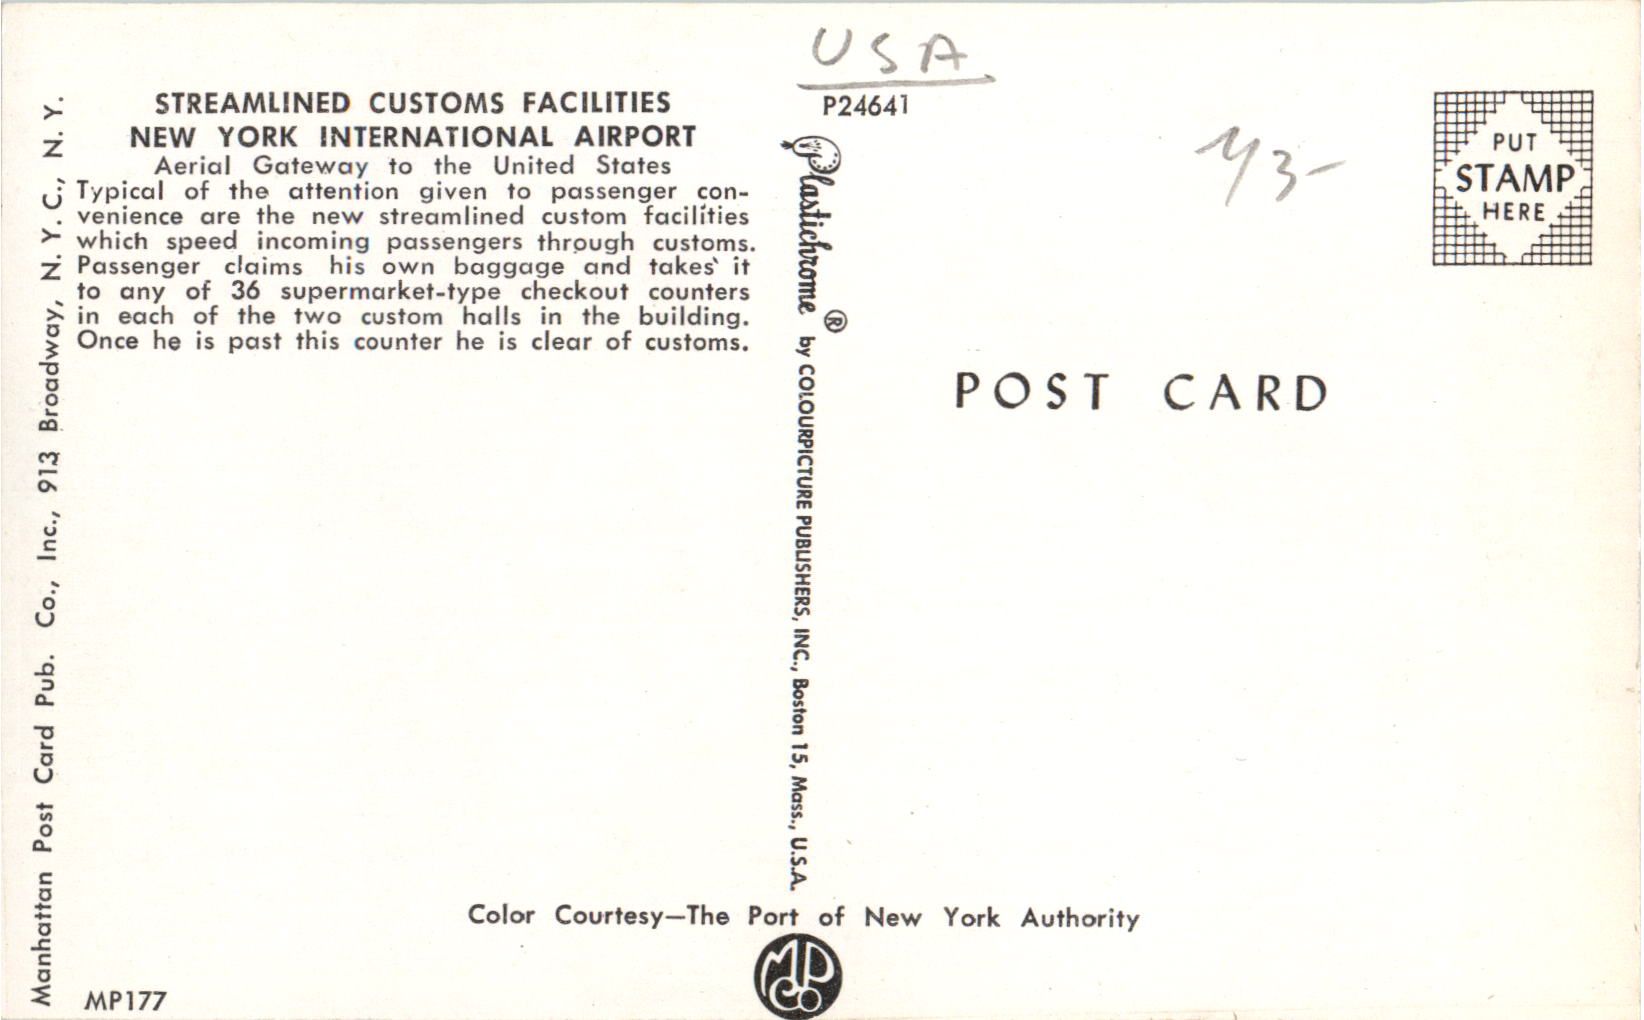 USA
P24641
STREAMLINED CUSTOMS FACILITIES
NEW YORK INTERNATIONAL AIRPORT
Aerial Gateway to the United States
Typical of the attention given to passenger con-
venience are the new streamlined custom facilities
which speed incoming passengers through customs.
Passenger claims his own baggage and takes it
to any of 36 supermarket-type checkout counters
in each of the two custom halls in the building.
Once he is past this counter he is clear of customs.
Manhattan Post Card Pub. Co., Inc., 913 Broadway, N. Y. C., N. Y.
Plastichrome ® by COLOURPICTURE PUBLISHERS, INC., Boston 15, Mass., U.S.A.
PUT
STAMP
HERE
POST CARD
Color Courtesy—The Port of New York Authority
MP Co
MP177